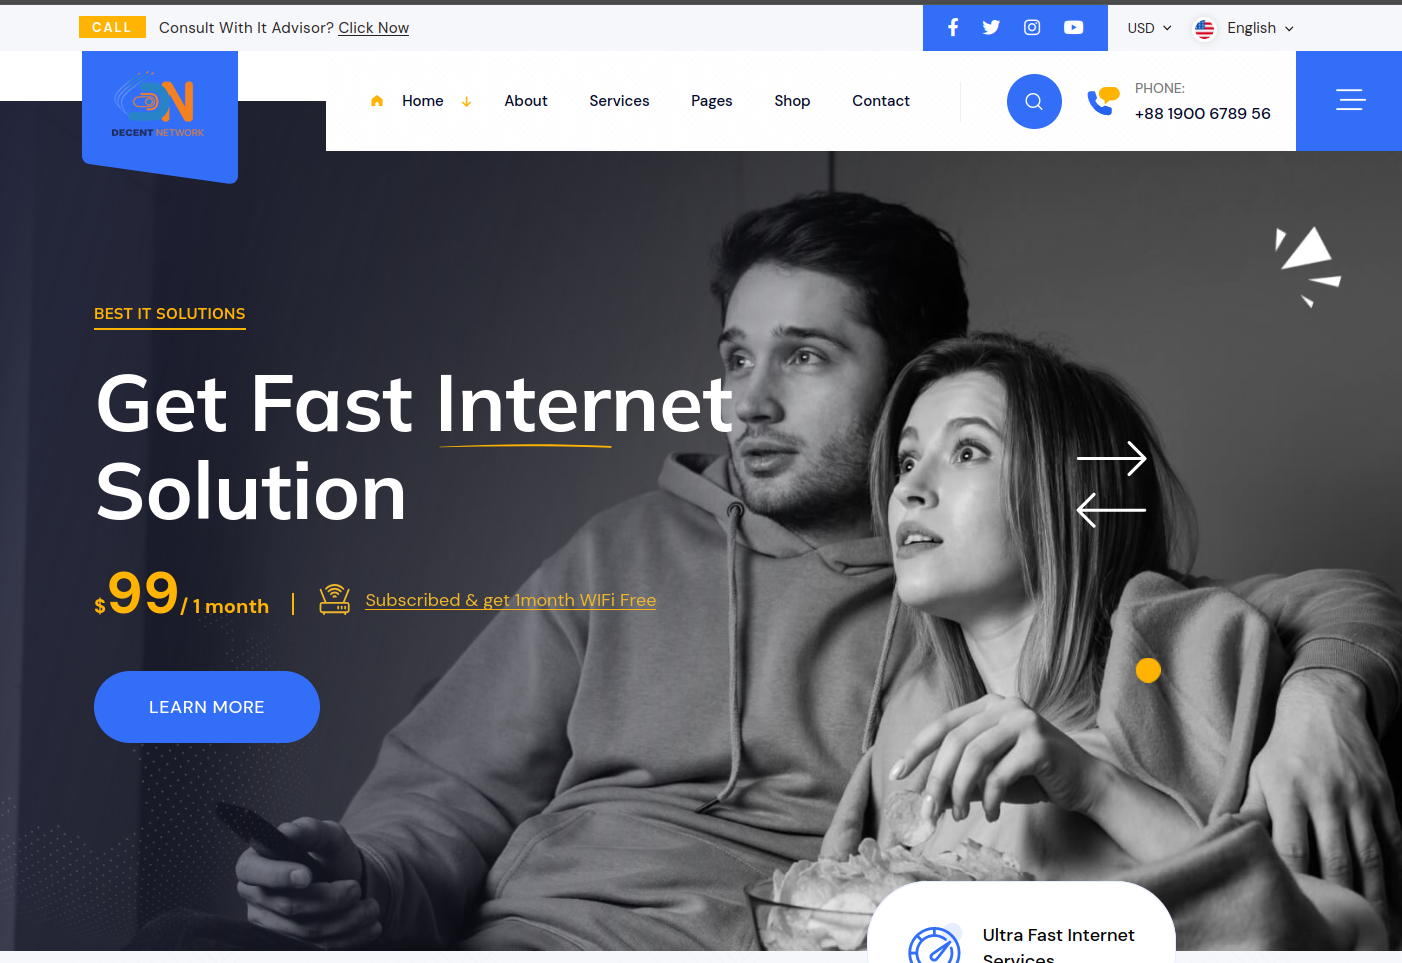 CALL Consult With It Advisor? Click Now
USD English
DN
DECENT NETWORK
Home About Services Pages Shop Contact
PHONE:
+88 1900 6789 56
BEST IT SOLUTIONS
Get Fast Internet
Solution
$99/ 1 month Subscribed & get 1month WIFi Free
LEARN MORE
Ultra Fast Internet
Services